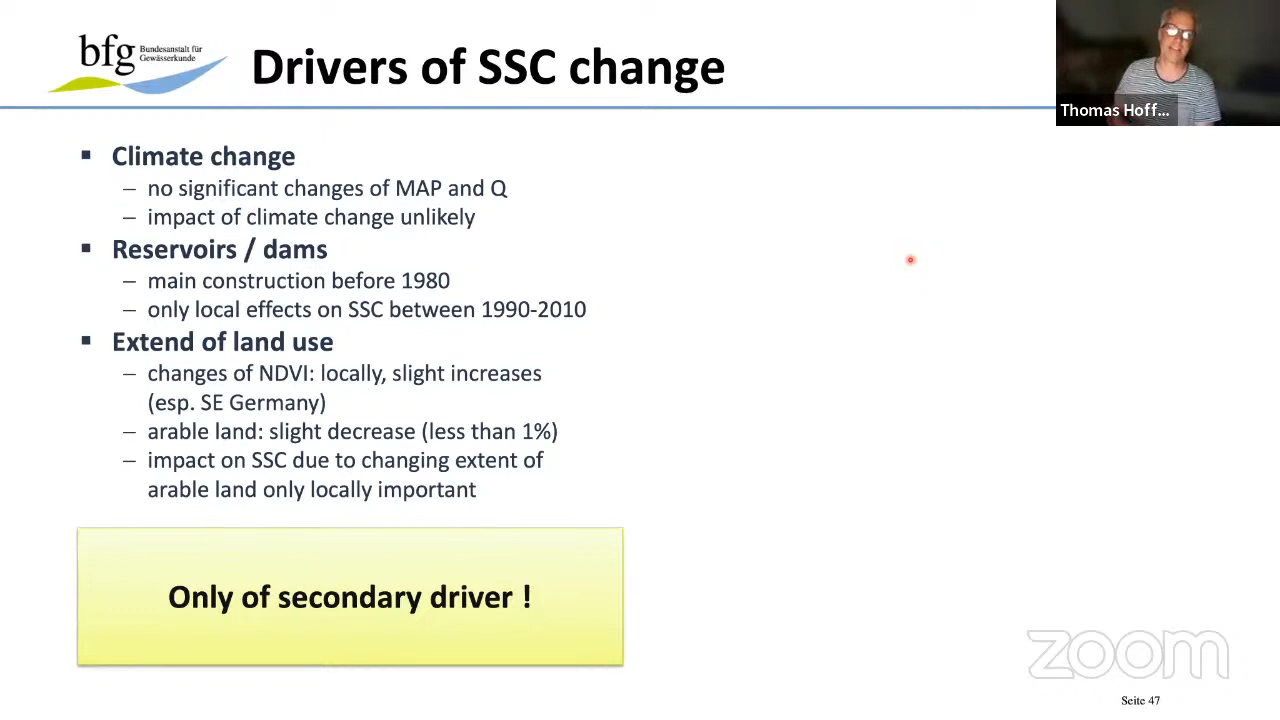 bfg Bundesanstalt für
Gewässerkunde
Drivers of SSC change
Thomas Hoff...
▪ Climate change
– no significant changes of MAP and Q
– impact of climate change unlikely
▪ Reservoirs / dams
– main construction before 1980
– only local effects on SSC between 1990-2010
▪ Extend of land use
– changes of NDVI: locally, slight increases
(esp. SE Germany)
– arable land: slight decrease (less than 1%)
– impact on SSC due to changing extent of
arable land only locally important
Only of secondary driver !
zoom
Seite 47